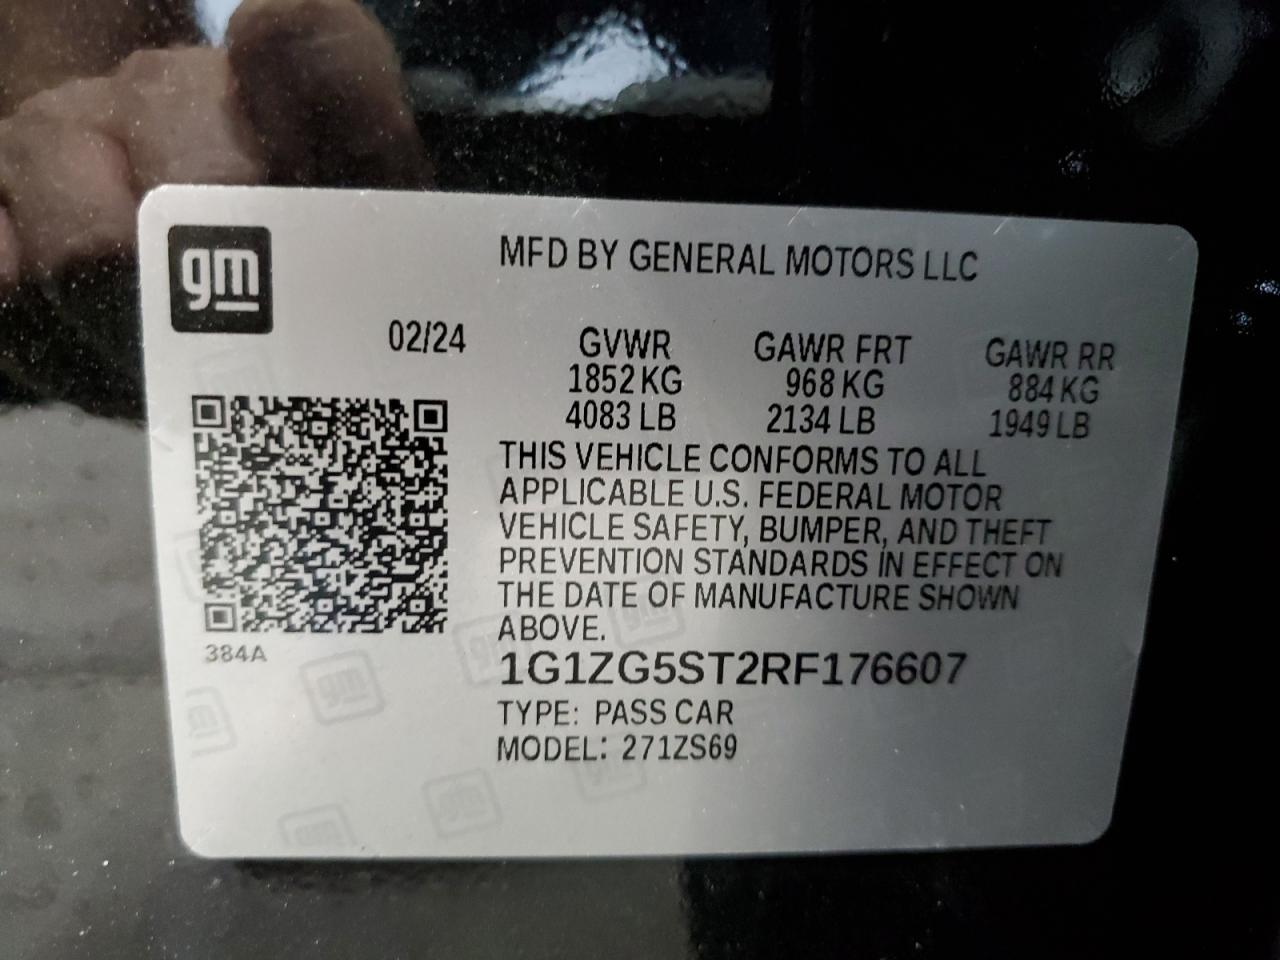 gm
MFD BY GENERAL MOTORS LLC
02/24 GVWR GAWR FRT GAWR RR
1852 KG 968 KG 884 KG
4083 LB 2134 LB 1949 LB
THIS VEHICLE CONFORMS TO ALL
APPLICABLE U.S. FEDERAL MOTOR
VEHICLE SAFETY, BUMPER, AND THEFT
PREVENTION STANDARDS IN EFFECT ON
THE DATE OF MANUFACTURE SHOWN
ABOVE.
384A
1G1ZG5ST2RF176607
TYPE: PASS CAR
MODEL: 271ZS69